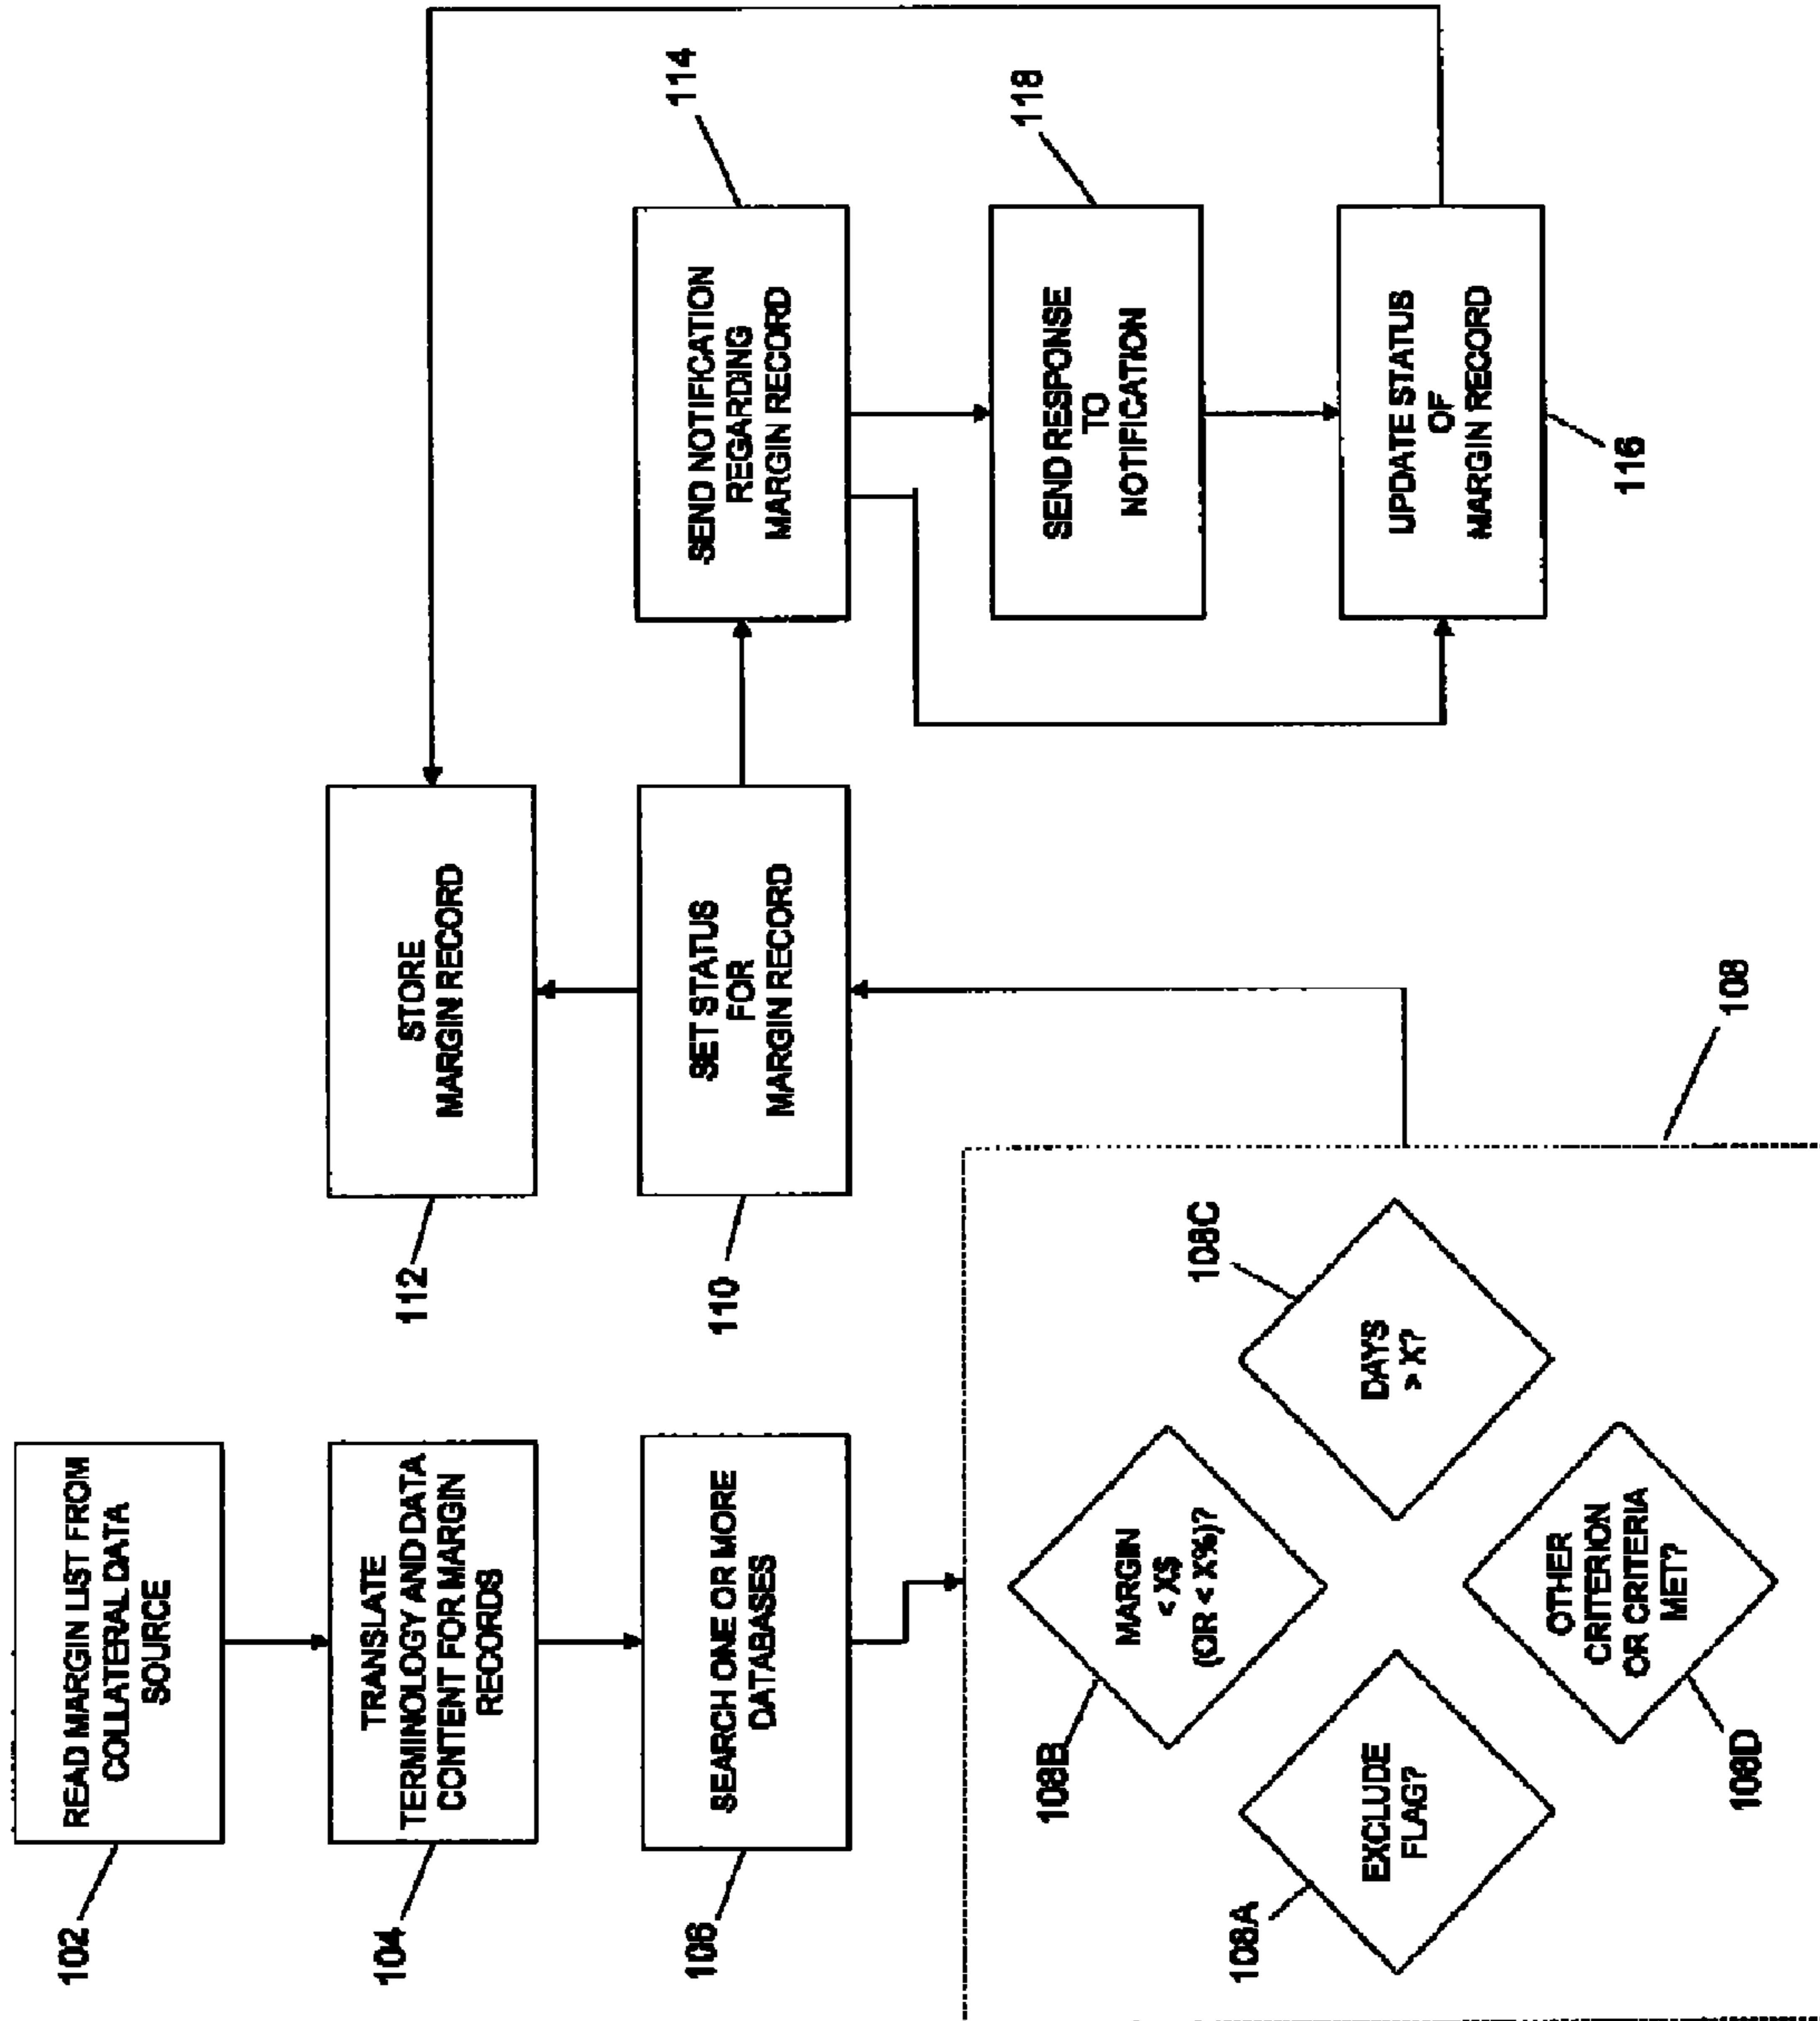 102
READ MARGIN LIST FROM
COLLATERAL DATA
SOURCE
104
TRANSLATE
TERMINOLOGY AND DATA
CONTENT FOR MARGIN
RECORDS
106
SEARCH ONE OR MORE
DATABASES
108
108A
EXCLUDE
FLAG?
108B
MARGIN
< X$
(OR < X%)?
108C
DAYS
> X?
108D
OTHER
CRITERION
OR CRITERIA
MET?
110
SET STATUS
FOR
MARGIN RECORD
112
STORE
MARGIN RECORD
114
SEND NOTIFICATION
REGARDING
MARGIN RECORD
118
SEND RESPONSE
TO
NOTIFICATION
116
UPDATE STATUS
OF
MARGIN RECORD